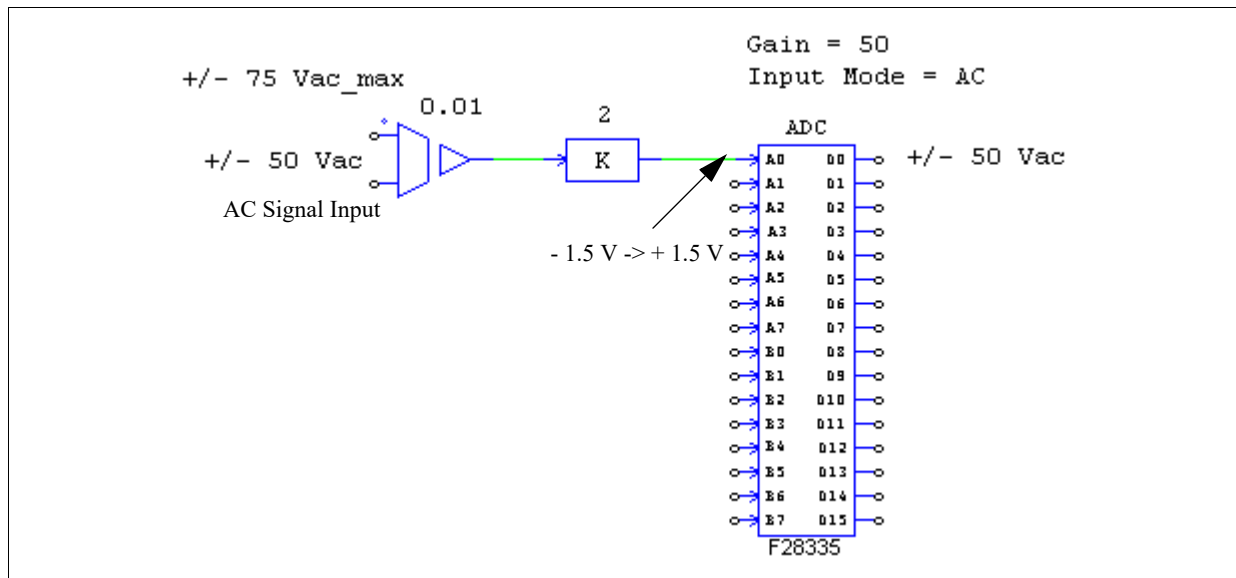 Gain = 50
Input Mode = AC
+/- 75 Vac_max
0.01
2
ADC
+/- 50 Vac
K
A0 D0
+/- 50 Vac
A1 D1
AC Signal Input
A2 D2
A3 D3
- 1.5 V -> + 1.5 V
A4 D4
A5 D5
A6 D6
A7 D7
B0 D8
B1 D9
B2 D10
B3 D11
B4 D12
B5 D13
B6 D14
B7 D15
F28335